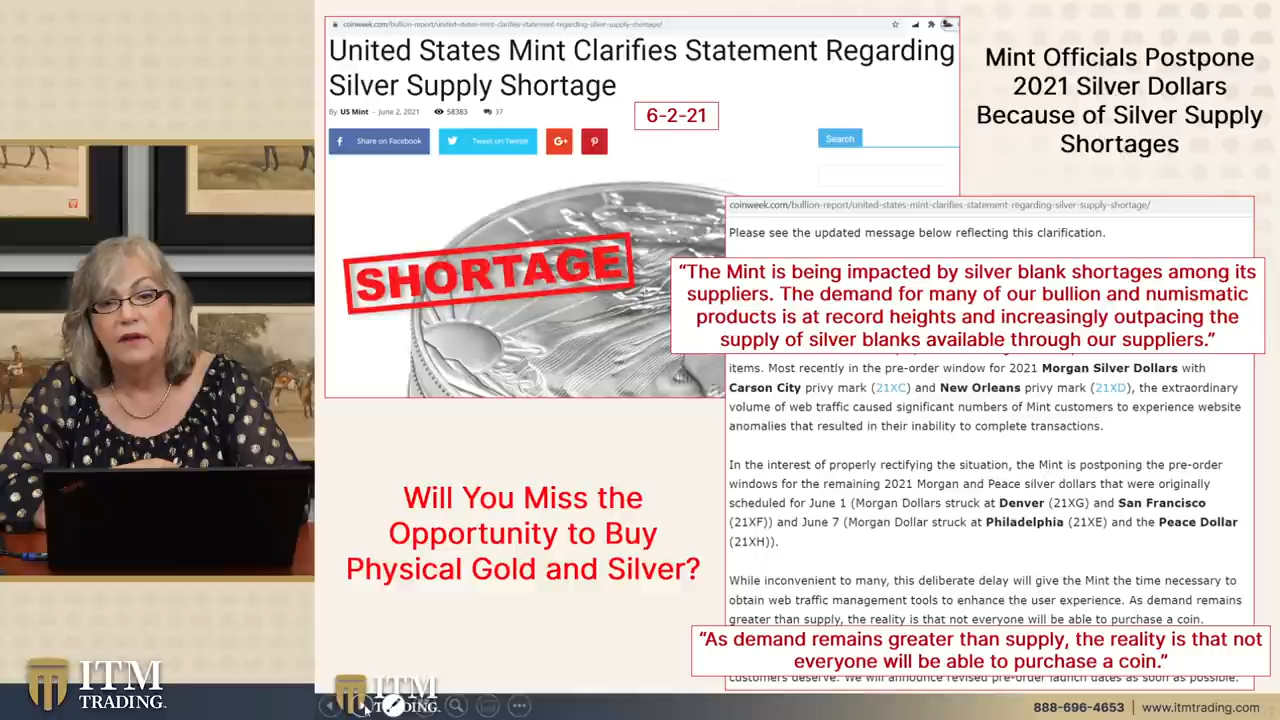 coinweek.com/bullion-report/united-states-mint-clarifies-statement-regarding-silver-supply-shortage/
United States Mint Clarifies Statement Regarding
Silver Supply Shortage
By US Mint - June 2, 2021 58383 37
6-2-21
Share on Facebook
Tweet on Twitter
G+
Search
SHORTAGE
Mint Officials Postpone
2021 Silver Dollars
Because of Silver Supply
Shortages
coinweek.com/bullion-report/united-states-mint-clarifies-statement-regarding-silver-supply-shortage/
Please see the updated message below reflecting this clarification.
“The Mint is being impacted by silver blank shortages among its
suppliers. The demand for many of our bullion and numismatic
products is at record heights and increasingly outpacing the
supply of silver blanks available through our suppliers.”
items. Most recently in the pre-order window for 2021 Morgan Silver Dollars with
Carson City privy mark (21XC) and New Orleans privy mark (21XD), the extraordinary
volume of web traffic caused significant numbers of Mint customers to experience website
anomalies that resulted in their inability to complete transactions.
In the interest of properly rectifying the situation, the Mint is postponing the pre-order
windows for the remaining 2021 Morgan and Peace silver dollars that were originally
scheduled for June 1 (Morgan Dollars struck at Denver (21XG) and San Francisco
(21XF)) and June 7 (Morgan Dollar struck at Philadelphia (21XE) and the Peace Dollar
(21XH)).
While inconvenient to many, this deliberate delay will give the Mint the time necessary to
obtain web traffic management tools to enhance the user experience. As demand remains
greater than supply, the reality is that not everyone will be able to purchase a coin.
“As demand remains greater than supply, the reality is that not
everyone will be able to purchase a coin.”
customers deserve. We will announce revised pre-order launch dates as soon as possible.
Will You Miss the
Opportunity to Buy
Physical Gold and Silver?
ITM
TRADING
ITM
TRADING
888-696-4653 | www.itmtrading.com